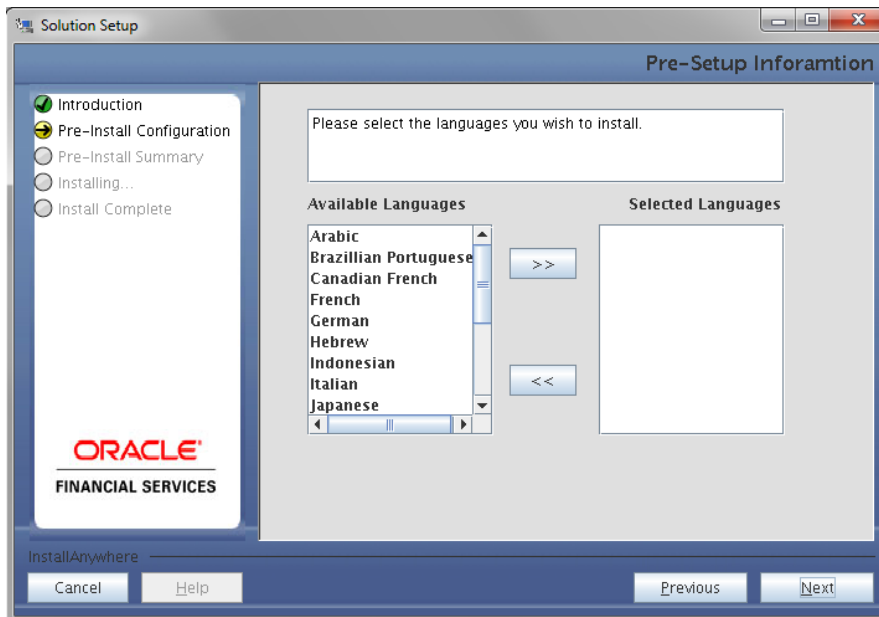 Solution Setup
Pre-Setup Inforamtion
Introduction
Pre-Install Configuration
Pre-Install Summary
Installing...
Install Complete
ORACLE
FINANCIAL SERVICES
Please select the languages you wish to install.
Available Languages
Selected Languages
Arabic
Brazillian Portuguese
Canadian French
French
German
Hebrew
Indonesian
Italian
Japanese
>>
<<
InstallAnywhere
Cancel
Help
Previous
Next